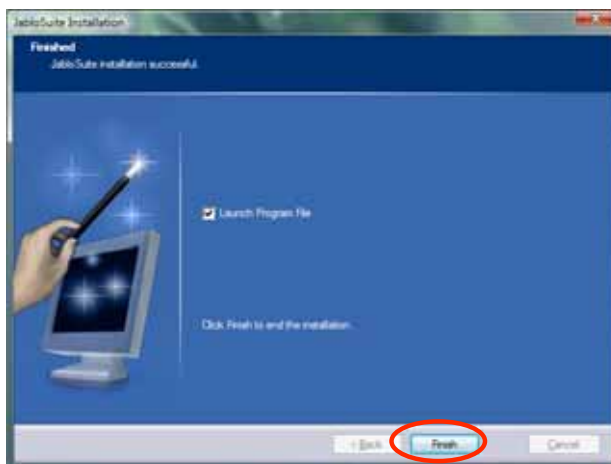 JabloSuite Installation
Finished
JabloSuite installation successful.
Launch Program File
Click Finish to end the installation.
< Back
Finish
Cancel